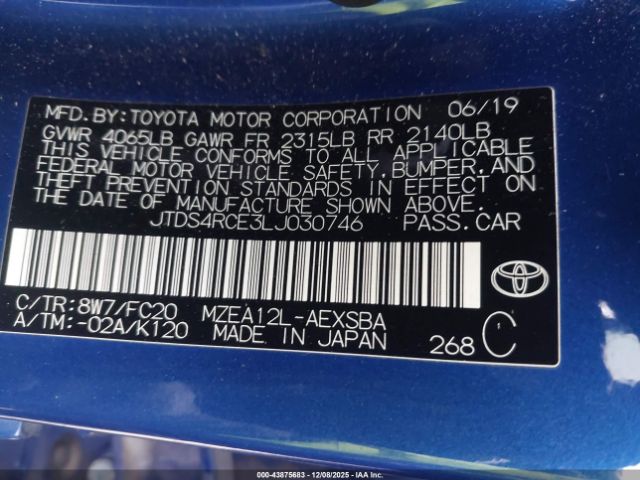 MFD.BY:TOYOTA MOTOR CORPORATION 06/19
GVWR 4065LB GAWR FR 2315LB RR 2140LB
THIS VEHICLE CONFORMS TO ALL APPLICABLE
FEDERAL MOTOR VEHICLE SAFETY,BUMPER,AND
THEFT PREVENTION STANDARDS IN EFFECT ON
THE DATE OF MANUFACTURE SHOWN ABOVE.
JTDS4RCE3LJ030746 PASS.CAR
C/TR:8W7/FC20 MZEA12L-AEXSBA
A/TM:-02A/K120 MADE IN JAPAN 268 C
TOYOTA
000-43875683 - 12/08/2025 - IAAI.COM